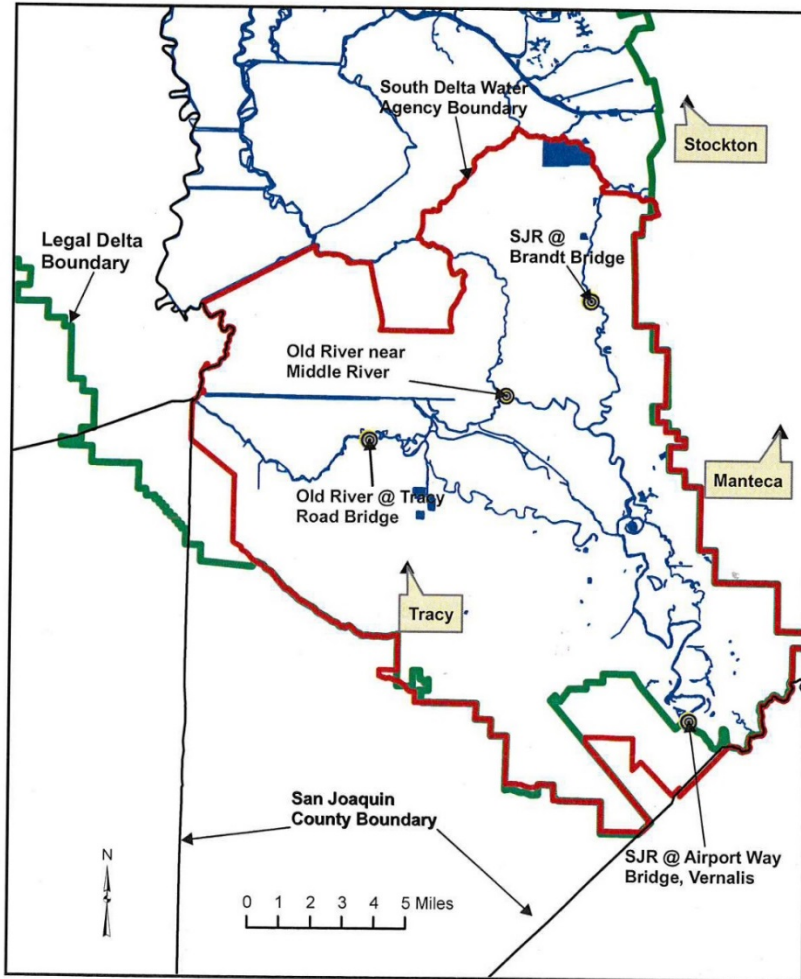 South Delta Water
Agency Boundary
Stockton
Legal Delta
Boundary
SJR @
Brandt Bridge
Old River near
Middle River
Manteca
Old River @ Tracy
Road Bridge
Tracy
San Joaquin
County Boundary
SJR @ Airport Way
Bridge, Vernalis
N
0 1 2 3 4 5 Miles